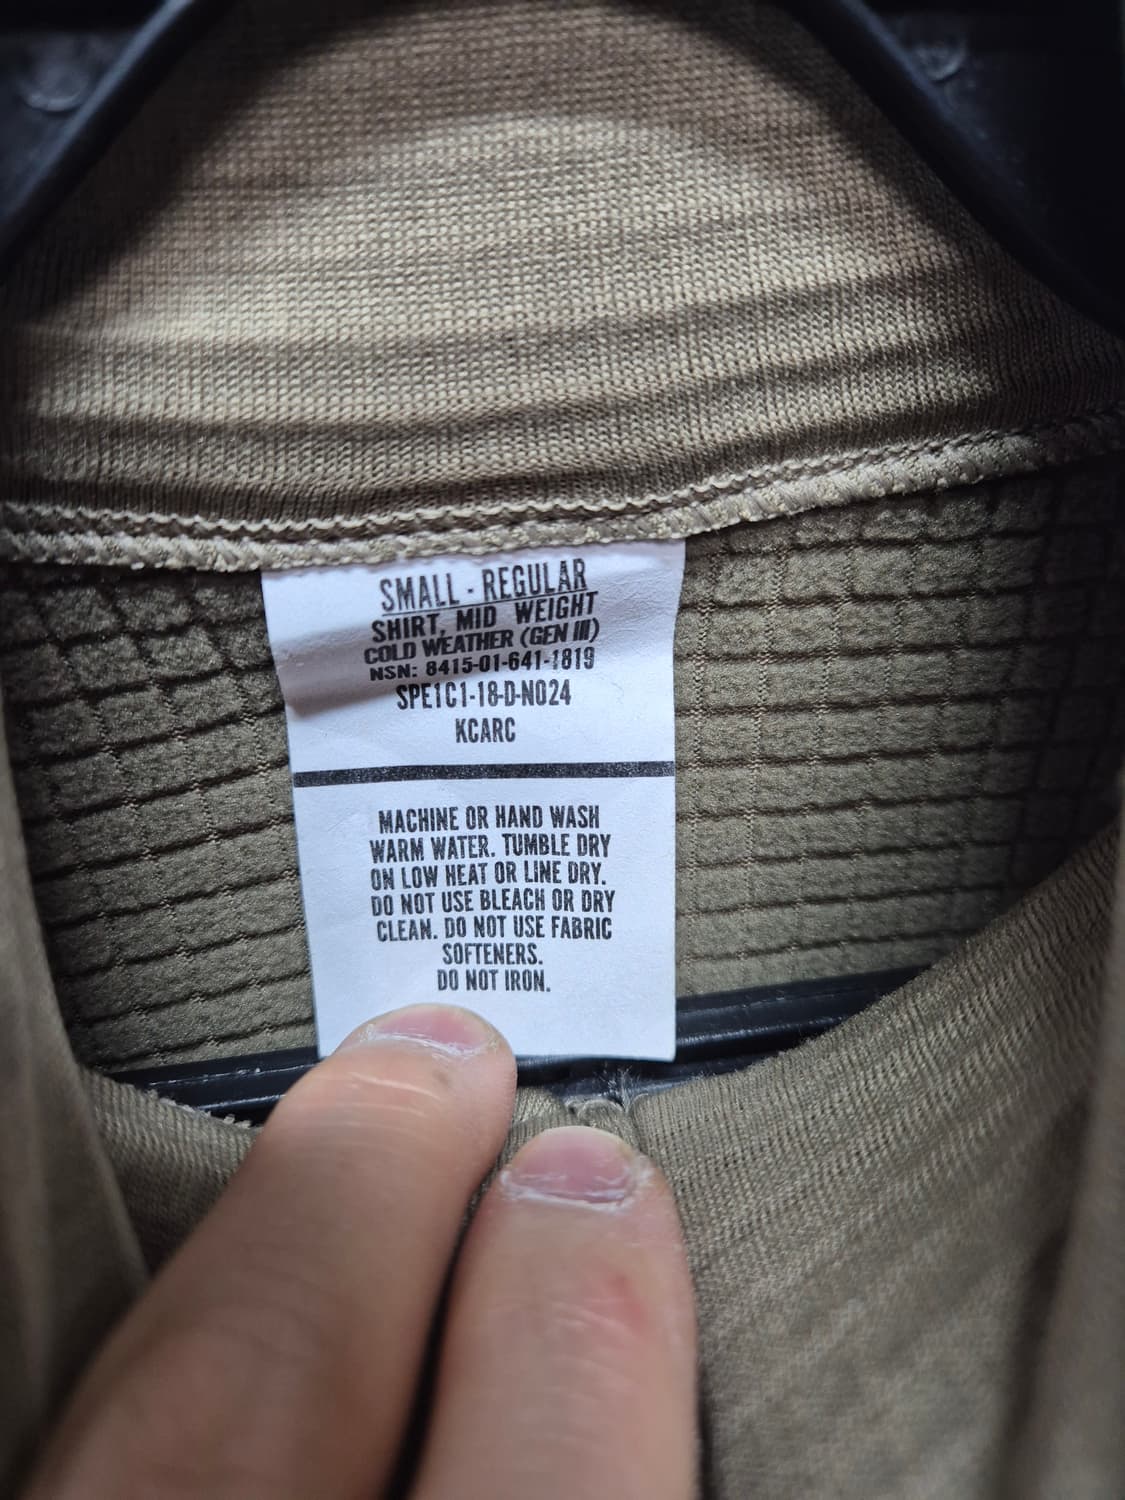 SMALL - REGULAR
SHIRT, MID WEIGHT
COLD WEATHER (GEN III)
NSN: 8415-01-641-1819
SPE1C1-18-D-N024
KCARC
MACHINE OR HAND WASH
WARM WATER. TUMBLE DRY
ON LOW HEAT OR LINE DRY.
DO NOT USE BLEACH OR DRY
CLEAN. DO NOT USE FABRIC
SOFTENERS.
DO NOT IRON.